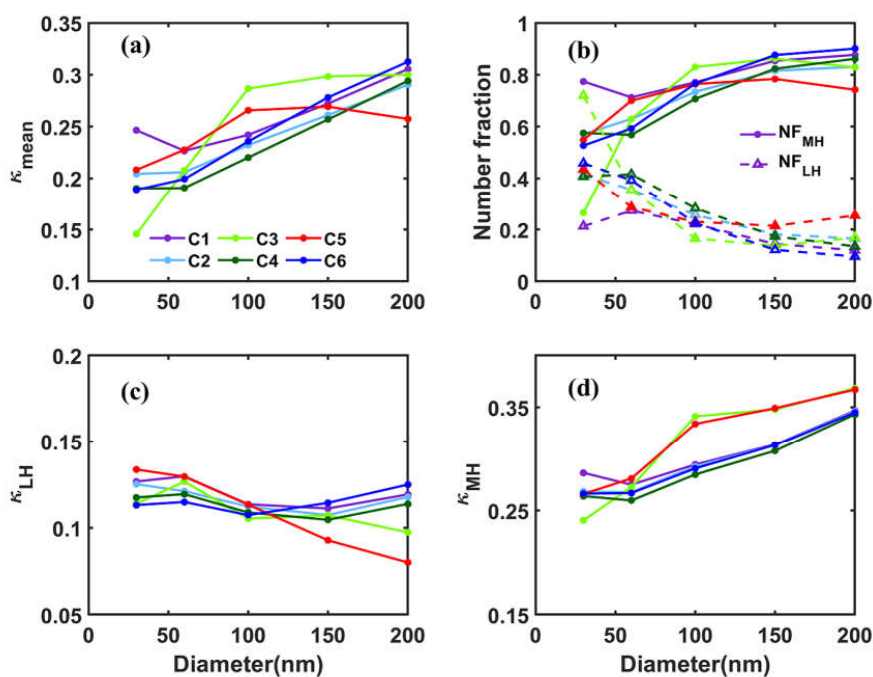 (a)
κmean
0.35
0.3
0.25
0.2
0.15
0.1
C1 C3 C5
C2 C4 C6
0 50 100 150 200
(b)
Number fraction
1
0.8
0.6
0.4
0.2
0
NFMH
NFLH
0 50 100 150 200
(c)
κLH
0.2
0.15
0.1
0.05
0 50 100 150 200
Diameter(nm)
(d)
κMH
0.35
0.25
0.15
0 50 100 150 200
Diameter(nm)